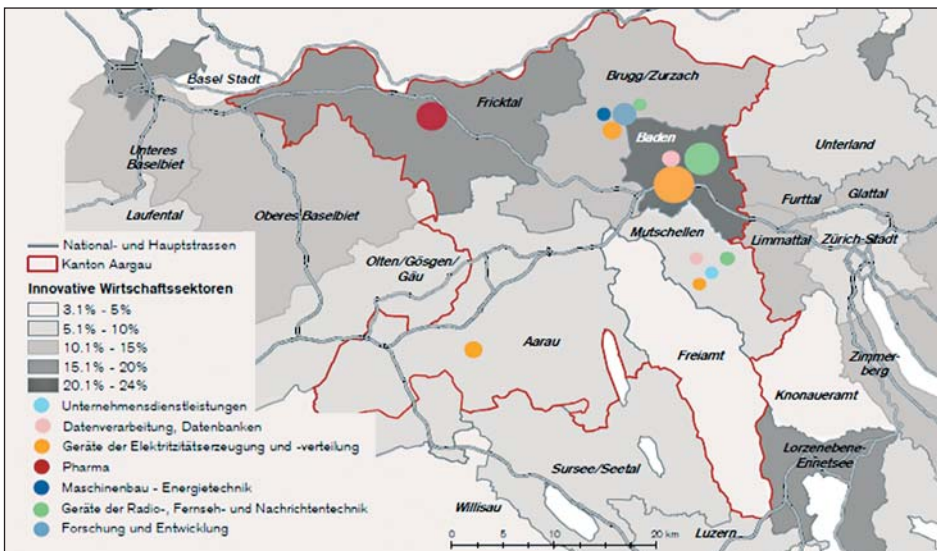 Basel Stadt
Fricktal
Brugg/Zurzach
Baden
Unterland
Unteres
Baselbiet
Laufental
Oberes Baselbiet
Furttal
Glattal
Mutschellen
Limmattal
Zürich-Stadt
Olten/Gösgen/
Gäu
Aarau
Freiamt
Zimmer-
berg
Knonaueramt
Lorzenebene-
Ennetsee
Sursee/Seetal
Willisau
Luzern
National- und Hauptstrassen
Kanton Aargau
Innovative Wirtschaftssektoren
3.1% - 5%
5.1% - 10%
10.1% - 15%
15.1% - 20%
20.1% - 24%
Unternehmensdienstleistungen
Datenverarbeitung, Datenbanken
Geräte der Elektritzitätserzeugung und -verteilung
Pharma
Maschinenbau - Energietechnik
Geräte der Radio-, Fernseh- und Nachrichtentechnik
Forschung und Entwicklung
0 10 20 km